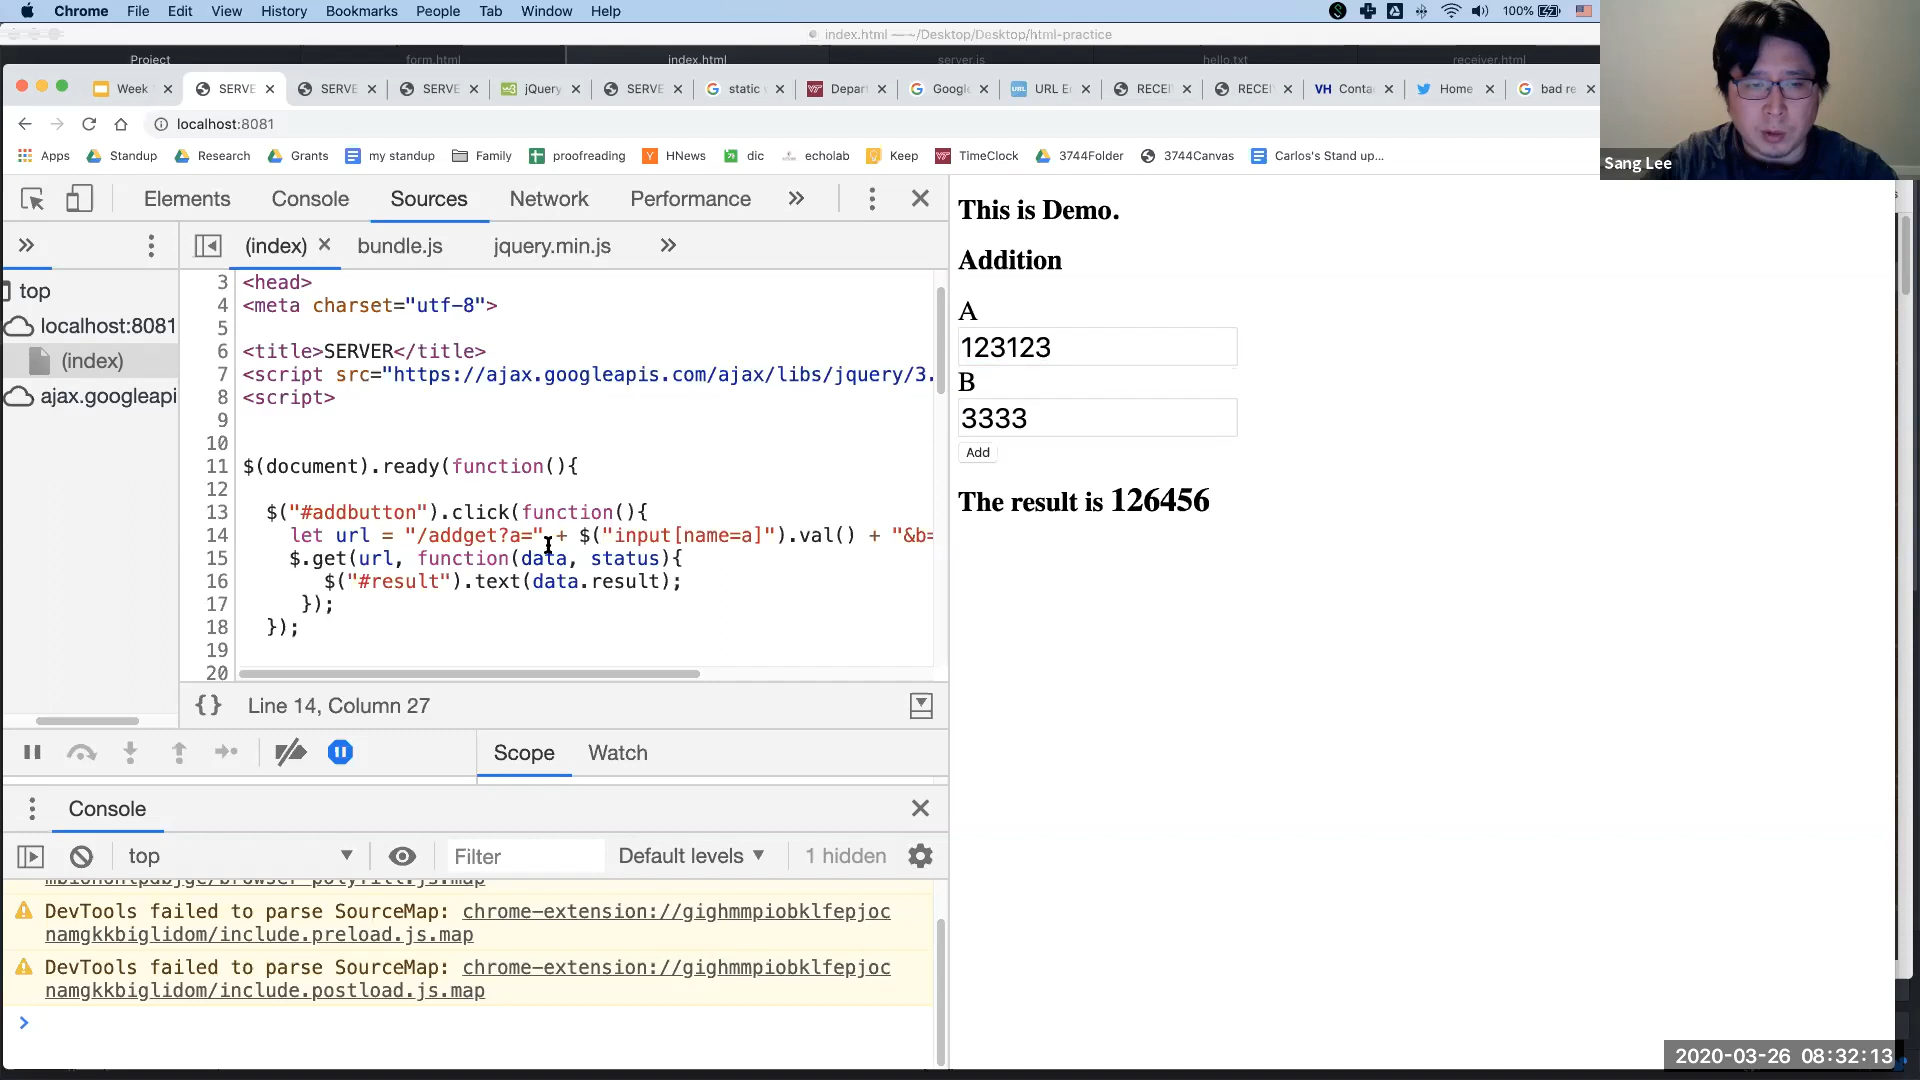 Chrome File Edit View History Bookmarks People Tab Window Help 100%
index.html — ~/Desktop/Desktop/html-practice
Project form.html index.html server.js hello.txt receiver.html
Week SERVE SERVE SERVE jQuery SERVE static Depar Google URL E RECEI RECEI VH Conta Home bad re
localhost:8081
Apps Standup Research Grants my standup Family proofreading HNews dic echolab Keep TimeClock 3744Folder 3744Canvas Carlos's Stand up...
Sang Lee
Elements Console Sources Network Performance
(index) bundle.js jquery.min.js
top
localhost:8081
(index)
ajax.googleapi
3 <head>
4 <meta charset="utf-8">
5
6 <title>SERVER</title>
7 <script src="https://ajax.googleapis.com/ajax/libs/jquery/3.
8 <script>
9
10
11 $(document).ready(function(){
12
13 $("#addbutton").click(function(){
14 let url = "/addget?a=" + $("input[name=a]").val() + "&b=
15 $.get(url, function(data, status){
16 $("#result").text(data.result);
17 });
18 });
19
20
{} Line 14, Column 27
Scope Watch
Console
top Filter Default levels 1 hidden
DevTools failed to parse SourceMap: chrome-extension://gighmmpiobklfepjoc
namgkkbiglidom/include.preload.js.map
DevTools failed to parse SourceMap: chrome-extension://gighmmpiobklfepjoc
namgkkbiglidom/include.postload.js.map
This is Demo.
Addition
A
123123
B
3333
Add
The result is 126456
2020-03-26 08:32:13